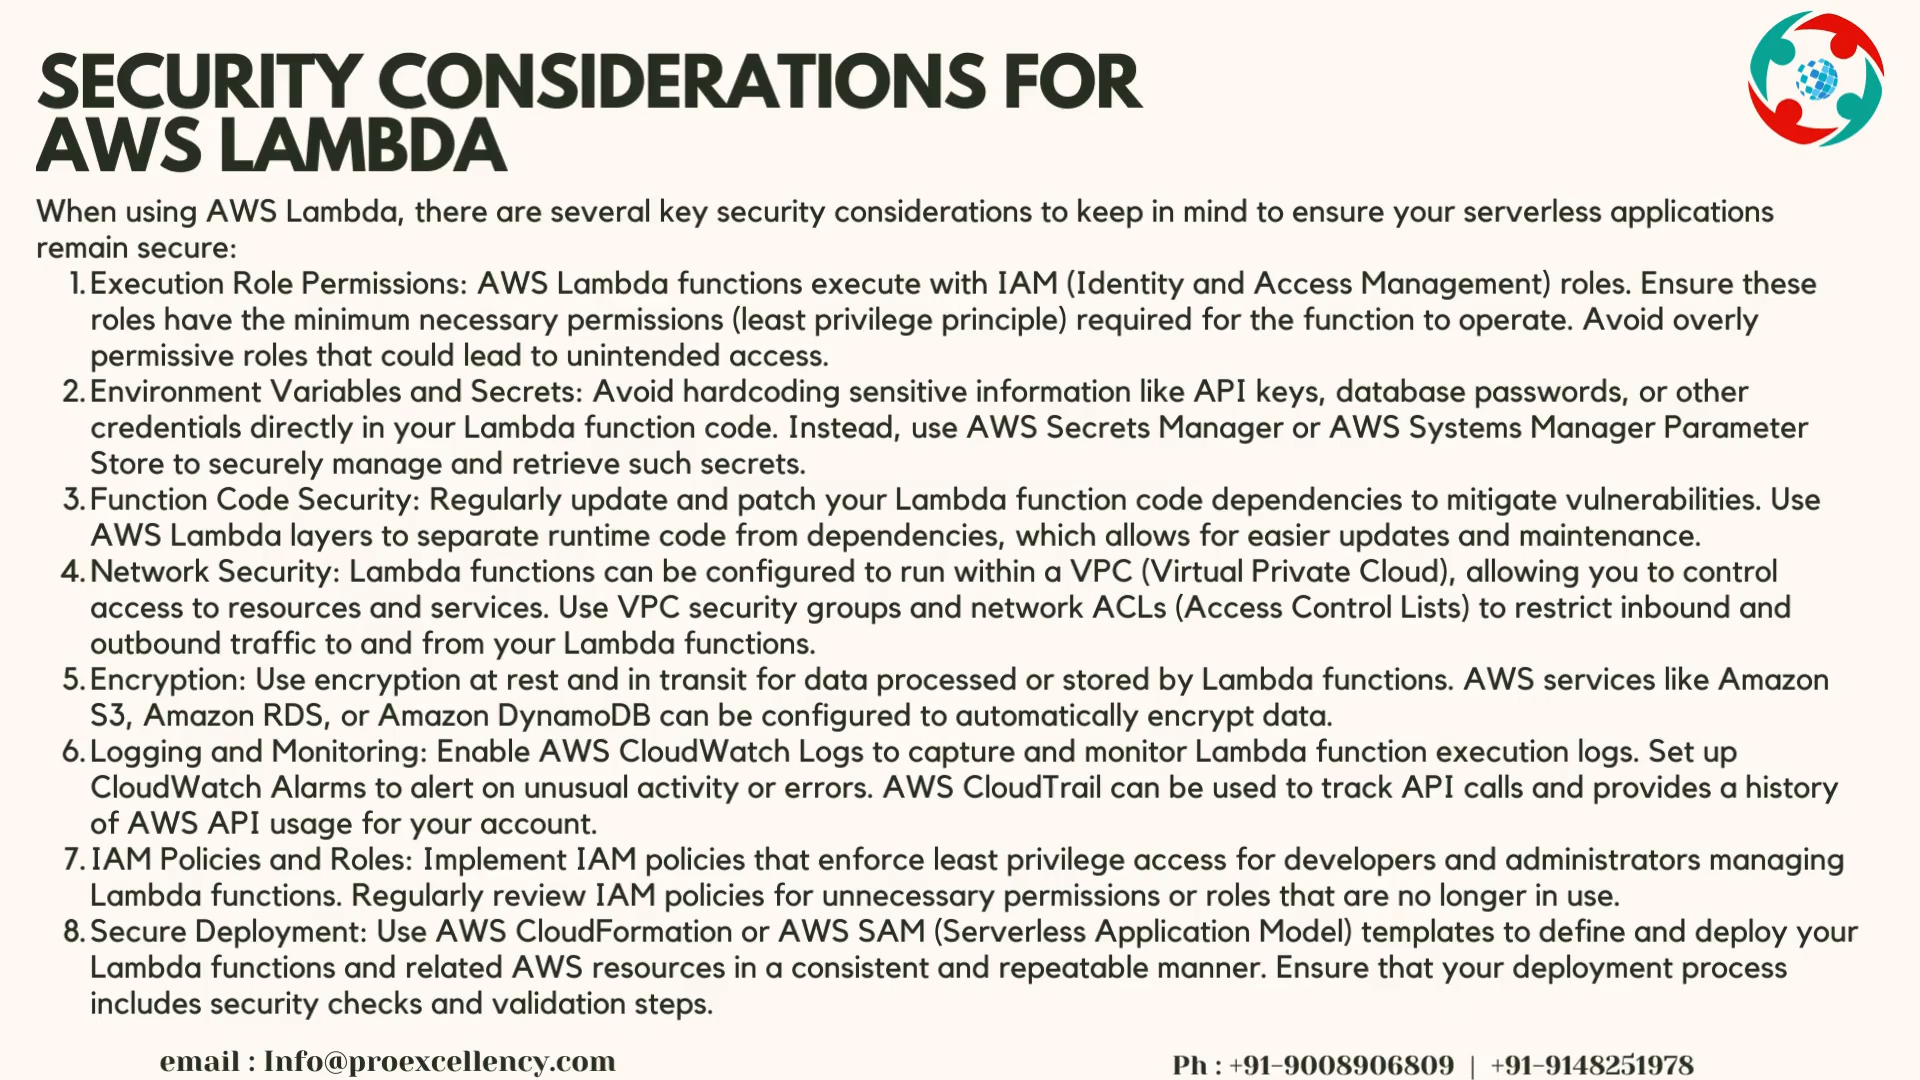 SECURITY CONSIDERATIONS FOR
AWS LAMBDA
When using AWS Lambda, there are several key security considerations to keep in mind to ensure your serverless applications
remain secure:
1. Execution Role Permissions: AWS Lambda functions execute with IAM (Identity and Access Management) roles. Ensure these
roles have the minimum necessary permissions (least privilege principle) required for the function to operate. Avoid overly
permissive roles that could lead to unintended access.
2. Environment Variables and Secrets: Avoid hardcoding sensitive information like API keys, database passwords, or other
credentials directly in your Lambda function code. Instead, use AWS Secrets Manager or AWS Systems Manager Parameter
Store to securely manage and retrieve such secrets.
3. Function Code Security: Regularly update and patch your Lambda function code dependencies to mitigate vulnerabilities. Use
AWS Lambda layers to separate runtime code from dependencies, which allows for easier updates and maintenance.
4. Network Security: Lambda functions can be configured to run within a VPC (Virtual Private Cloud), allowing you to control
access to resources and services. Use VPC security groups and network ACLs (Access Control Lists) to restrict inbound and
outbound traffic to and from your Lambda functions.
5. Encryption: Use encryption at rest and in transit for data processed or stored by Lambda functions. AWS services like Amazon
S3, Amazon RDS, or Amazon DynamoDB can be configured to automatically encrypt data.
6. Logging and Monitoring: Enable AWS CloudWatch Logs to capture and monitor Lambda function execution logs. Set up
CloudWatch Alarms to alert on unusual activity or errors. AWS CloudTrail can be used to track API calls and provides a history
of AWS API usage for your account.
7. IAM Policies and Roles: Implement IAM policies that enforce least privilege access for developers and administrators managing
Lambda functions. Regularly review IAM policies for unnecessary permissions or roles that are no longer in use.
8. Secure Deployment: Use AWS CloudFormation or AWS SAM (Serverless Application Model) templates to define and deploy your
Lambda functions and related AWS resources in a consistent and repeatable manner. Ensure that your deployment process
includes security checks and validation steps.
email : Info@proexcellency.com
Ph : +91-9008906809 | +91-9148251978